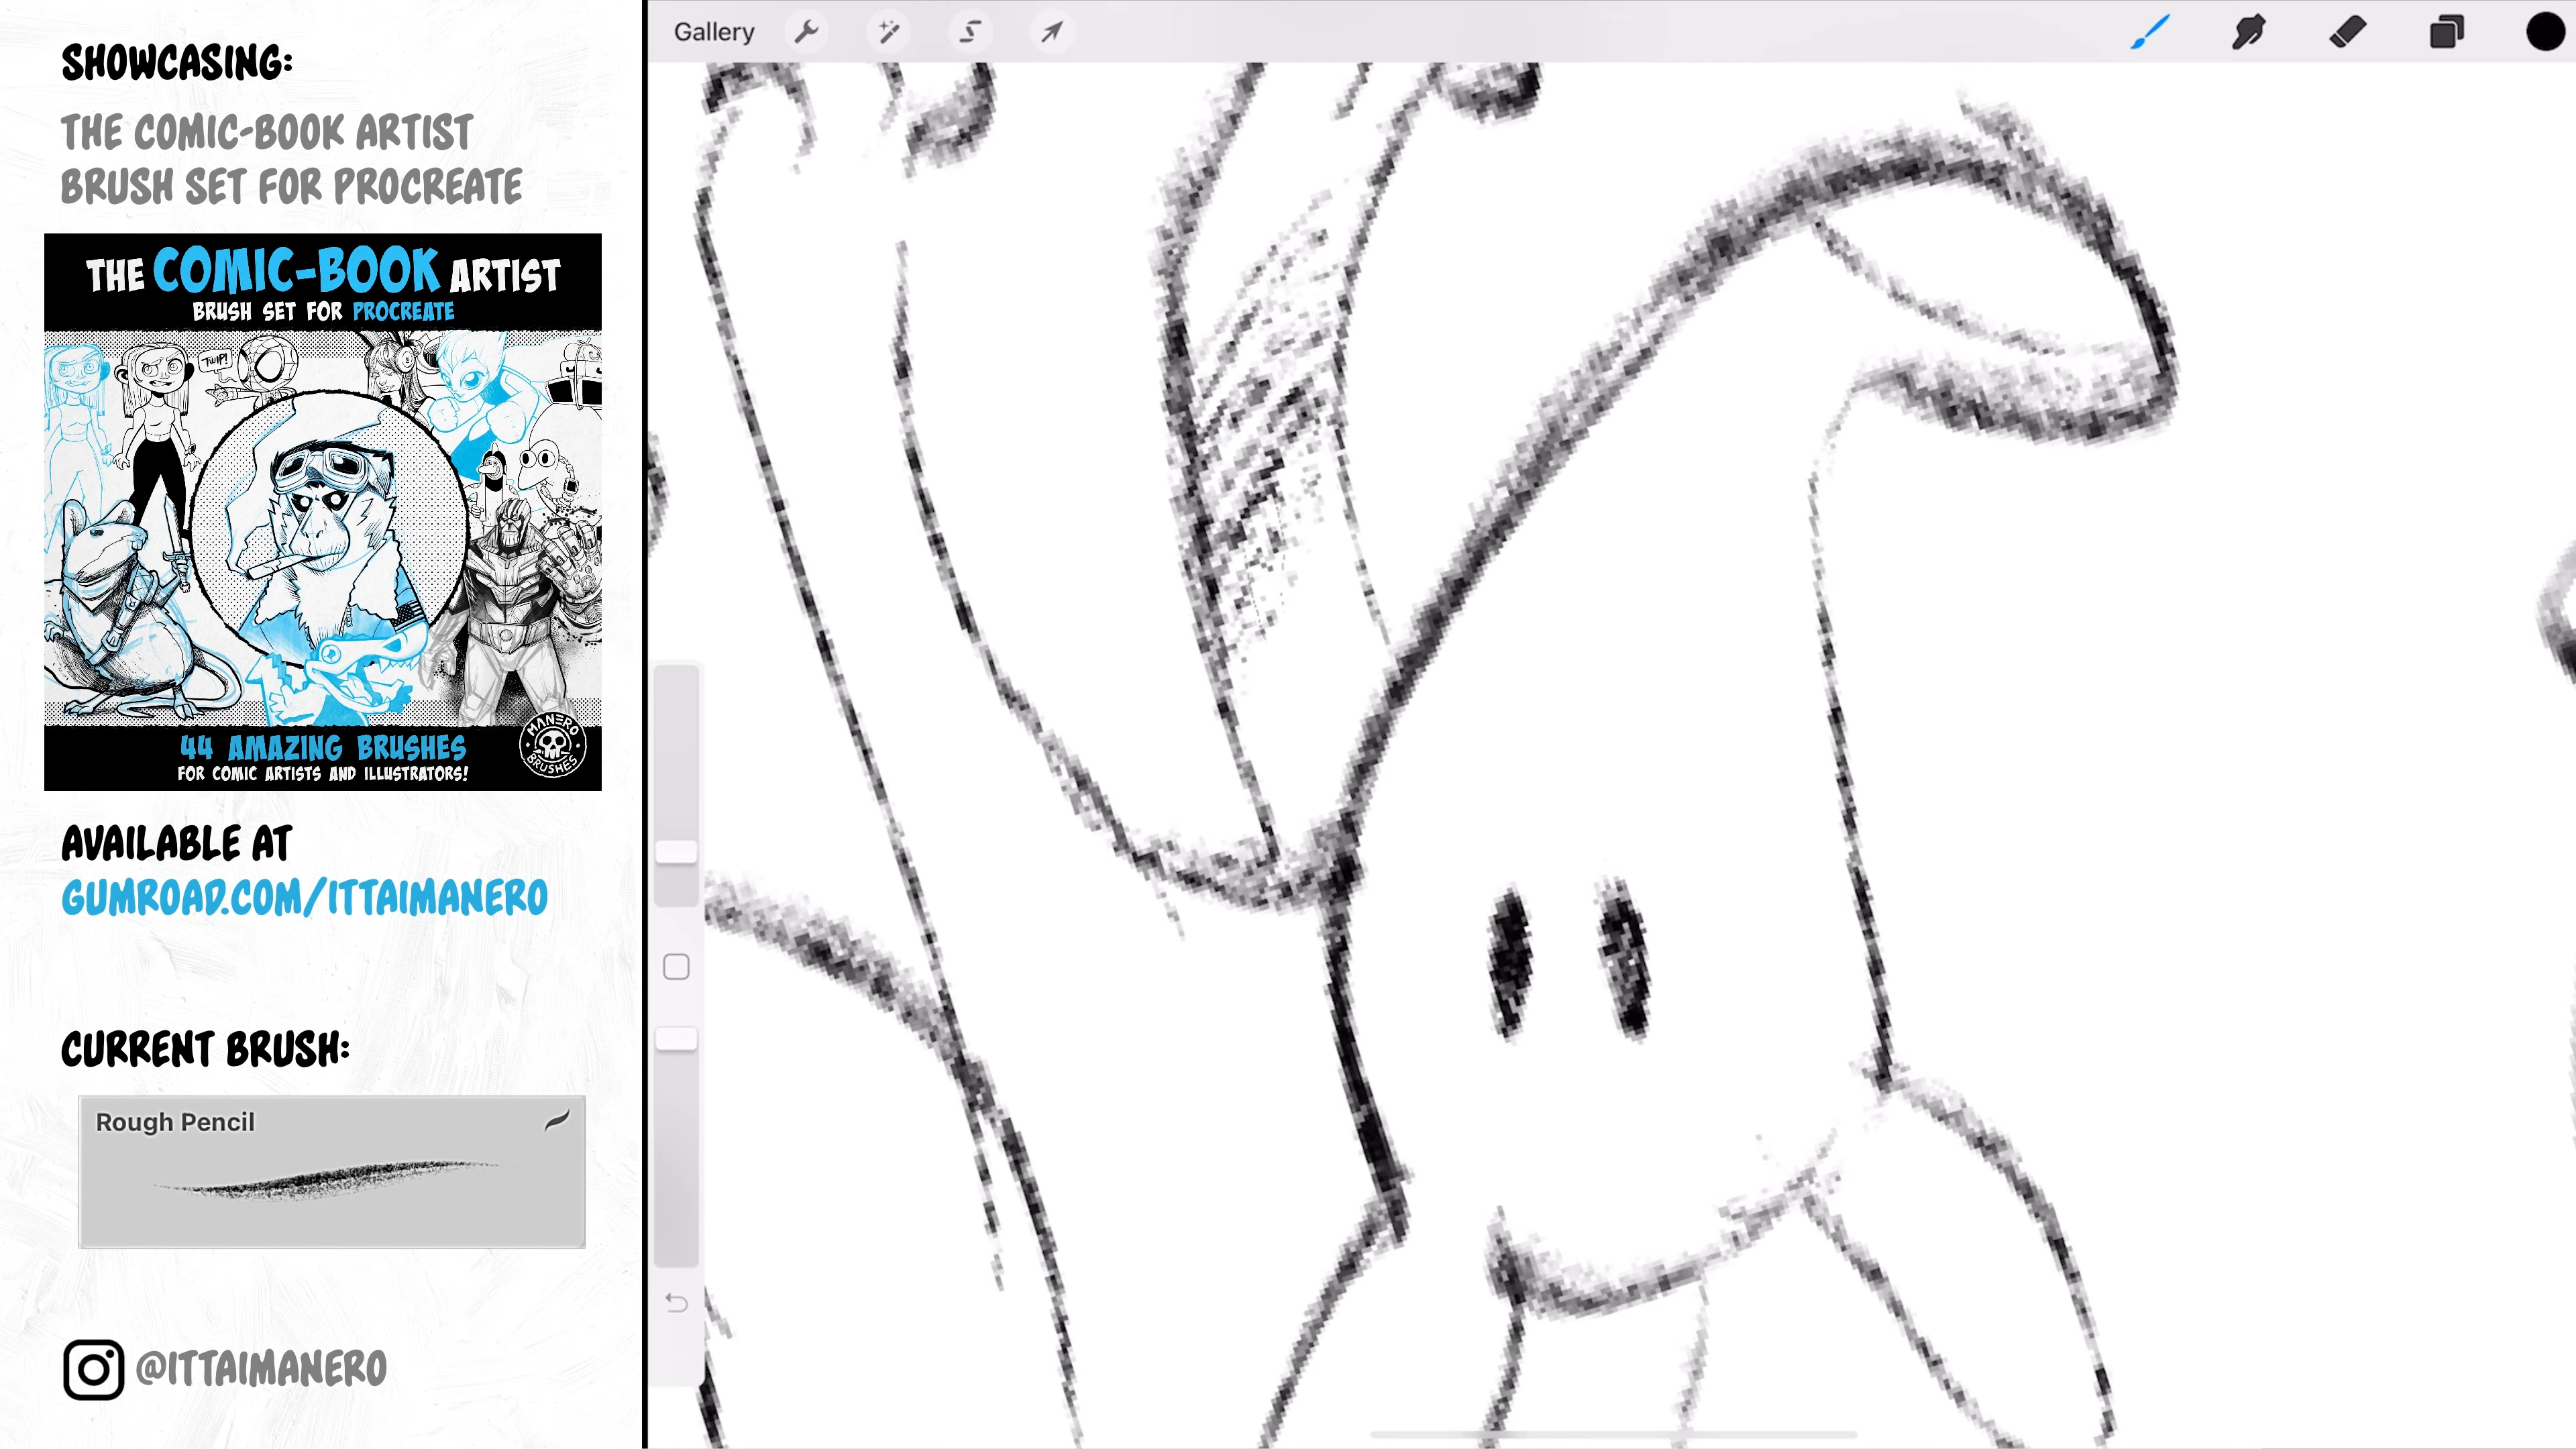 SHOWCASING:
THE COMIC-BOOK ARTIST
BRUSH SET FOR PROCREATE
THE COMIC-BOOK ARTIST
BRUSH SET FOR PROCREATE
TWIP!
44 AMAZING BRUSHES
FOR COMIC ARTISTS AND ILLUSTRATORS!
MANERO
BRUSHES
AVAILABLE AT
GUMROAD.COM/ITTAIMANERO
CURRENT BRUSH:
Rough Pencil
@ITTAIMANERO
Gallery